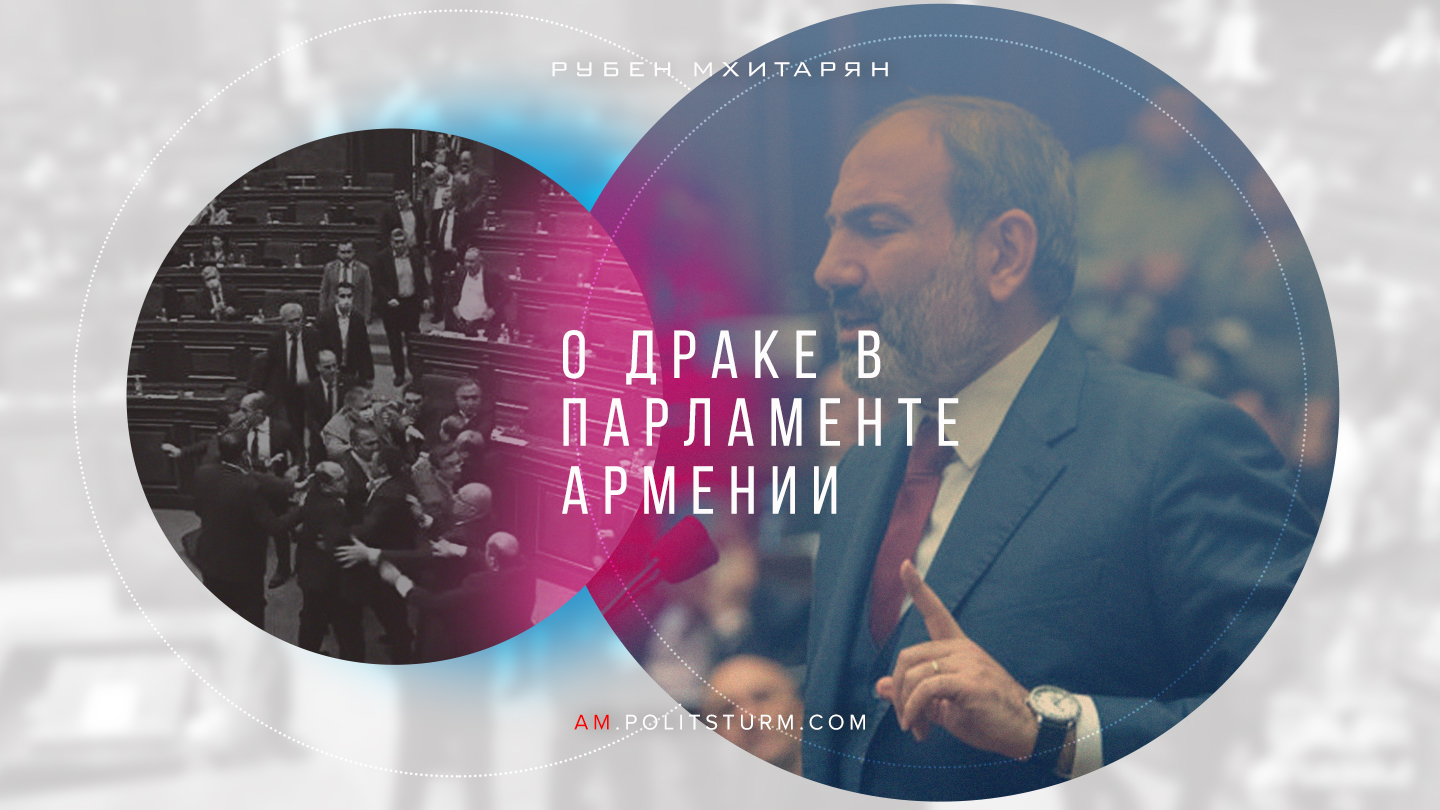 РУБЕН МХИТАРЯН
О ДРАКЕ В
ПАРЛАМЕНТЕ
АРМЕНИИ
AM.POLITSTURM.COM